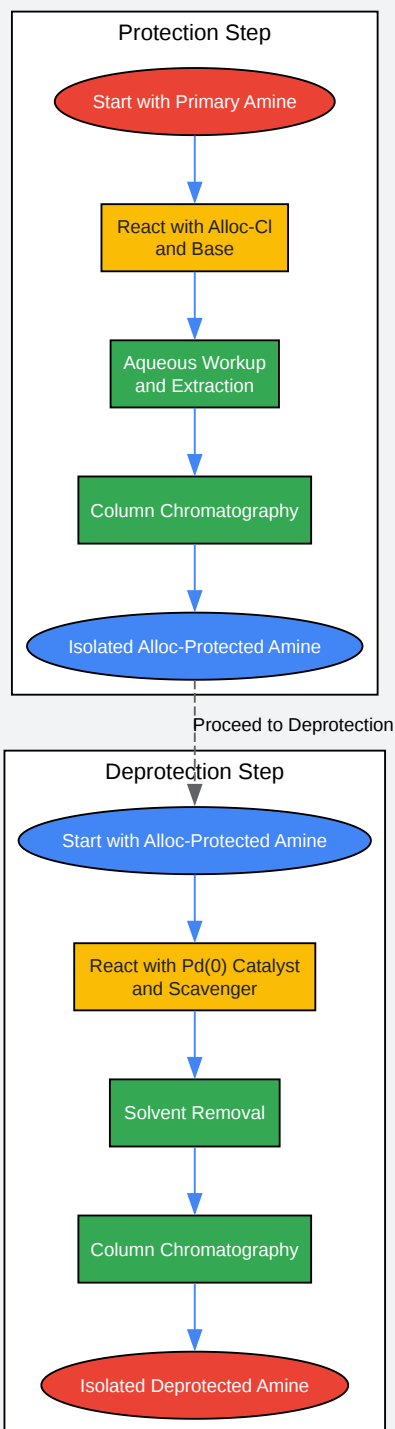 Protection Step
Start with Primary Amine
React with Alloc-Cl
and Base
Aqueous Workup
and Extraction
Column Chromatography
Isolated Alloc-Protected Amine
Proceed to Deprotection
Deprotection Step
Start with Alloc-Protected Amine
React with Pd(0) Catalyst
and Scavenger
Solvent Removal
Column Chromatography
Isolated Deprotected Amine